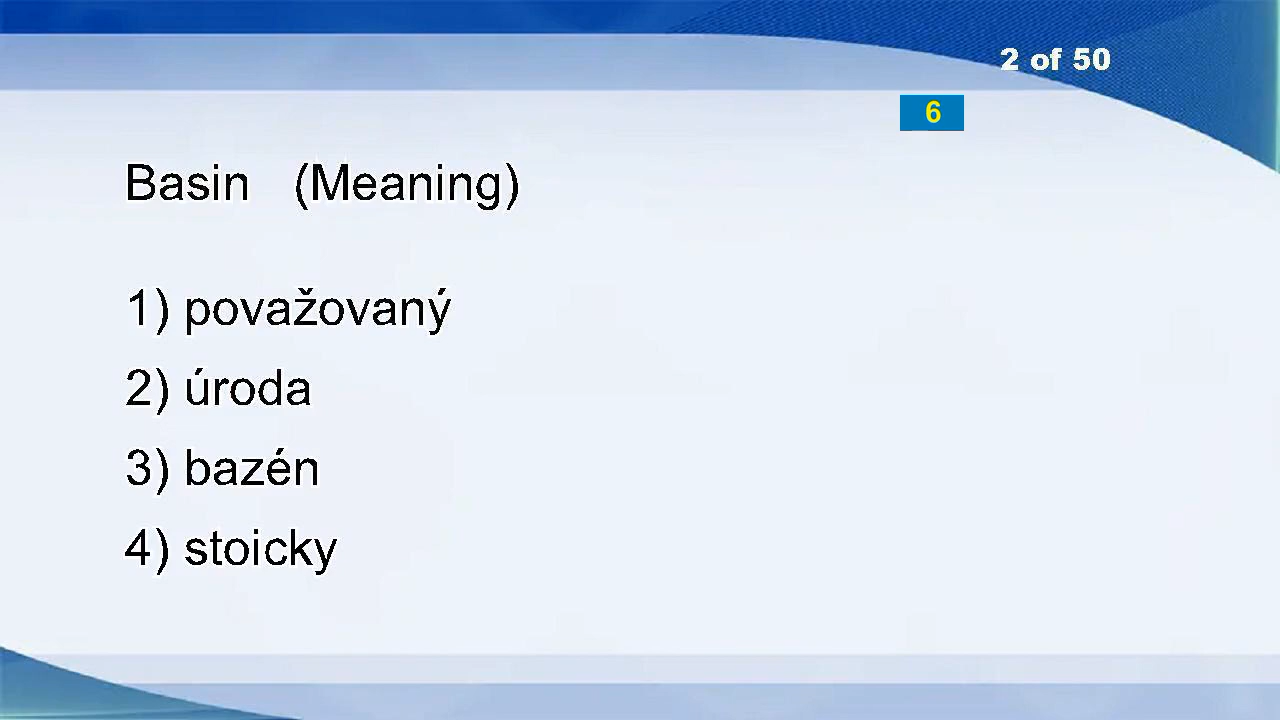 2 of 50
6
Basin (Meaning)
1) považovaný
2) úroda
3) bazén
4) stoicky